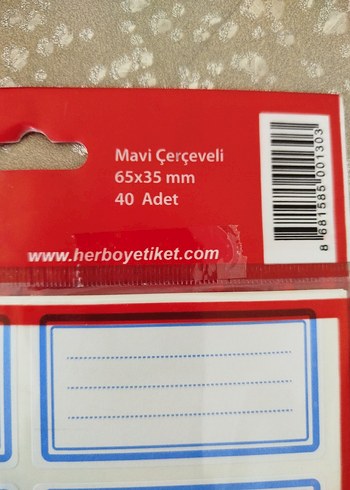 Mavi Çerçeveli
65x35 mm
40 Adet
8 681585 001303
www.herboyetiket.com